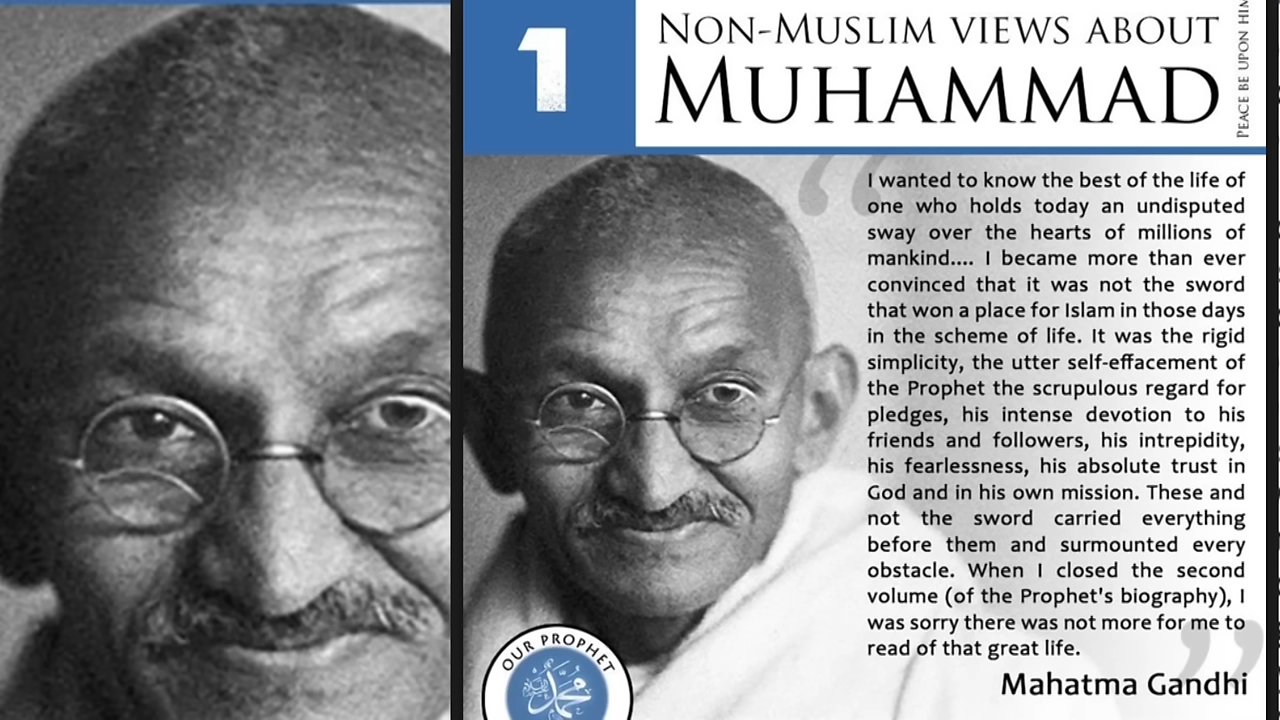 1
NON-MUSLIM VIEWS ABOUT
MUHAMMAD
PEACE BE UPON HIM
I wanted to know the best of the life of
one who holds today an undisputed
sway over the hearts of millions of
mankind.... I became more than ever
convinced that it was not the sword
that won a place for Islam in those days
in the scheme of life. It was the rigid
simplicity, the utter self-effacement of
the Prophet the scrupulous regard for
pledges, his intense devotion to his
friends and followers, his intrepidity,
his fearlessness, his absolute trust in
God and in his own mission. These and
not the sword carried everything
before them and surmounted every
obstacle. When I closed the second
volume (of the Prophet's biography), I
was sorry there was not more for me to
read of that great life.
Mahatma Gandhi
OUR PROPHET
محمد